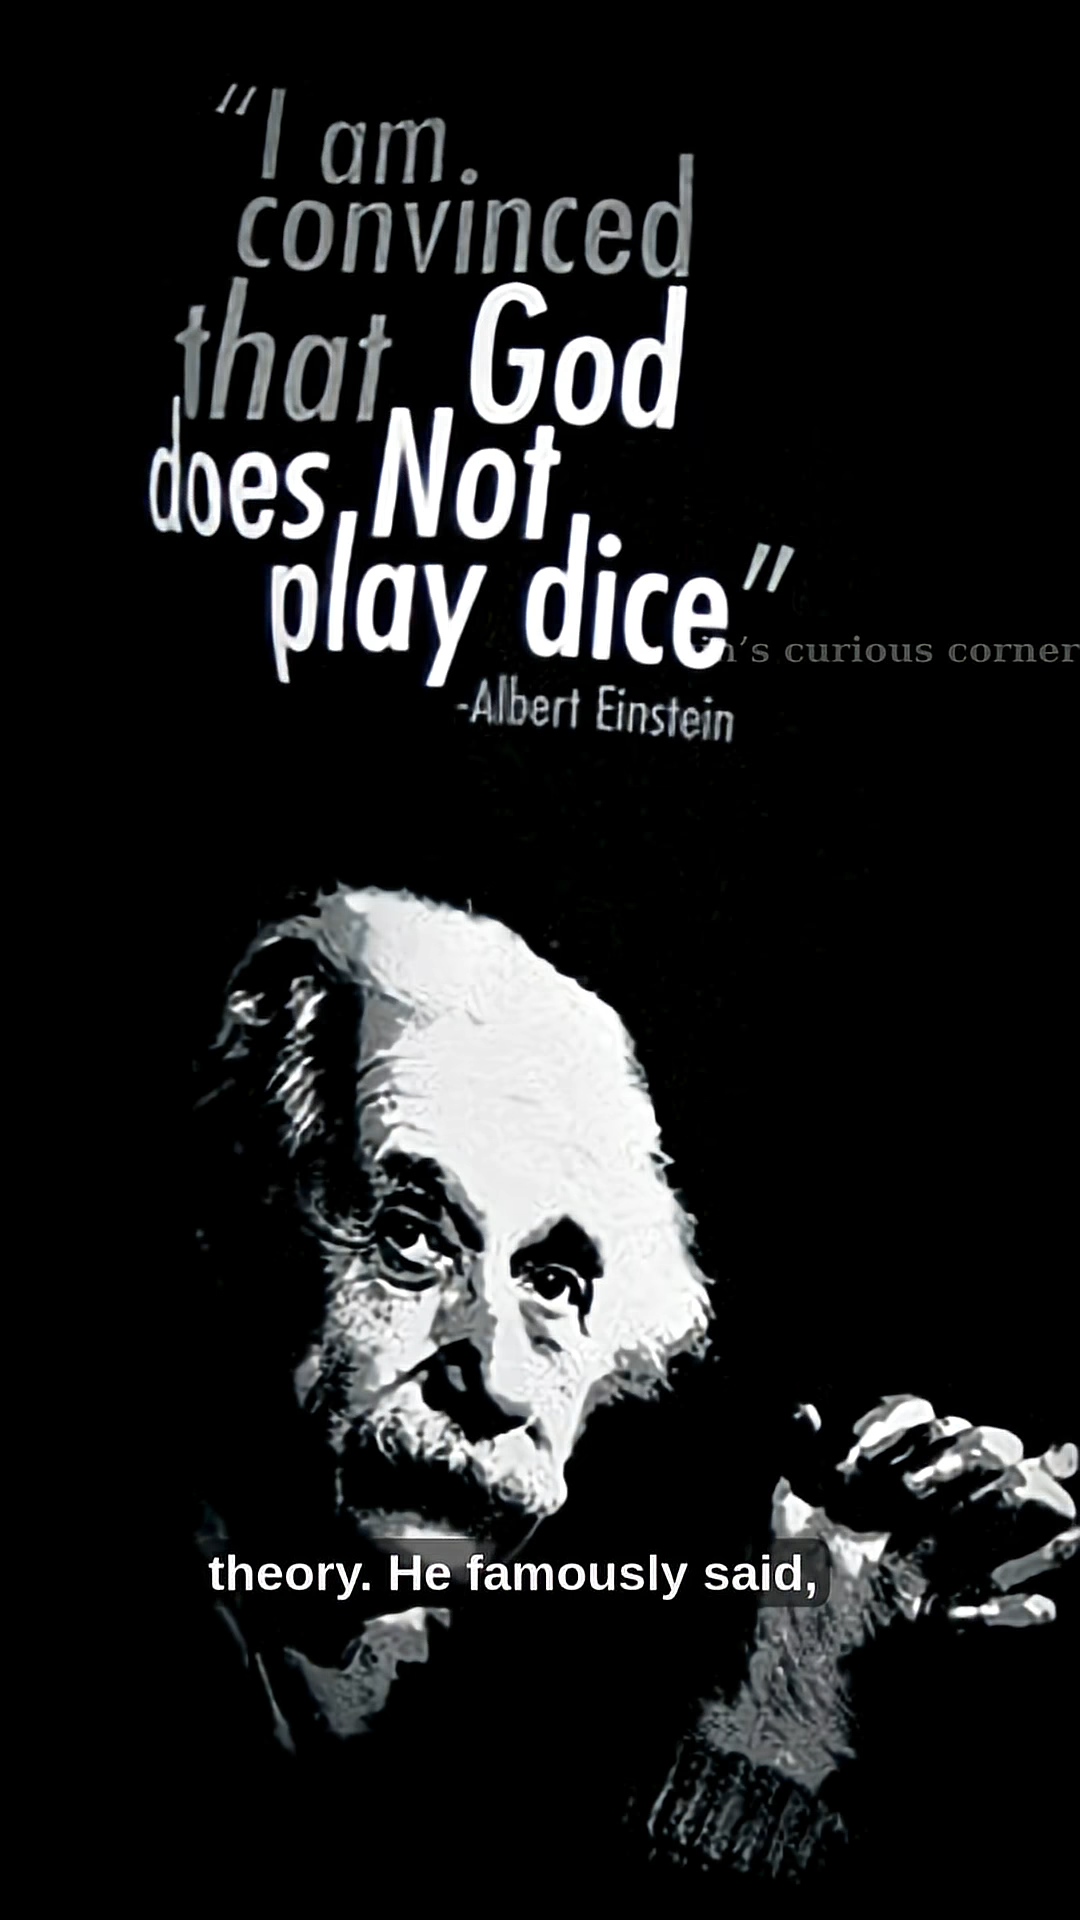 “I am.
convinced
that God
does Not
play dice”
's curious corner
-Albert Einstein
theory. He famously said,